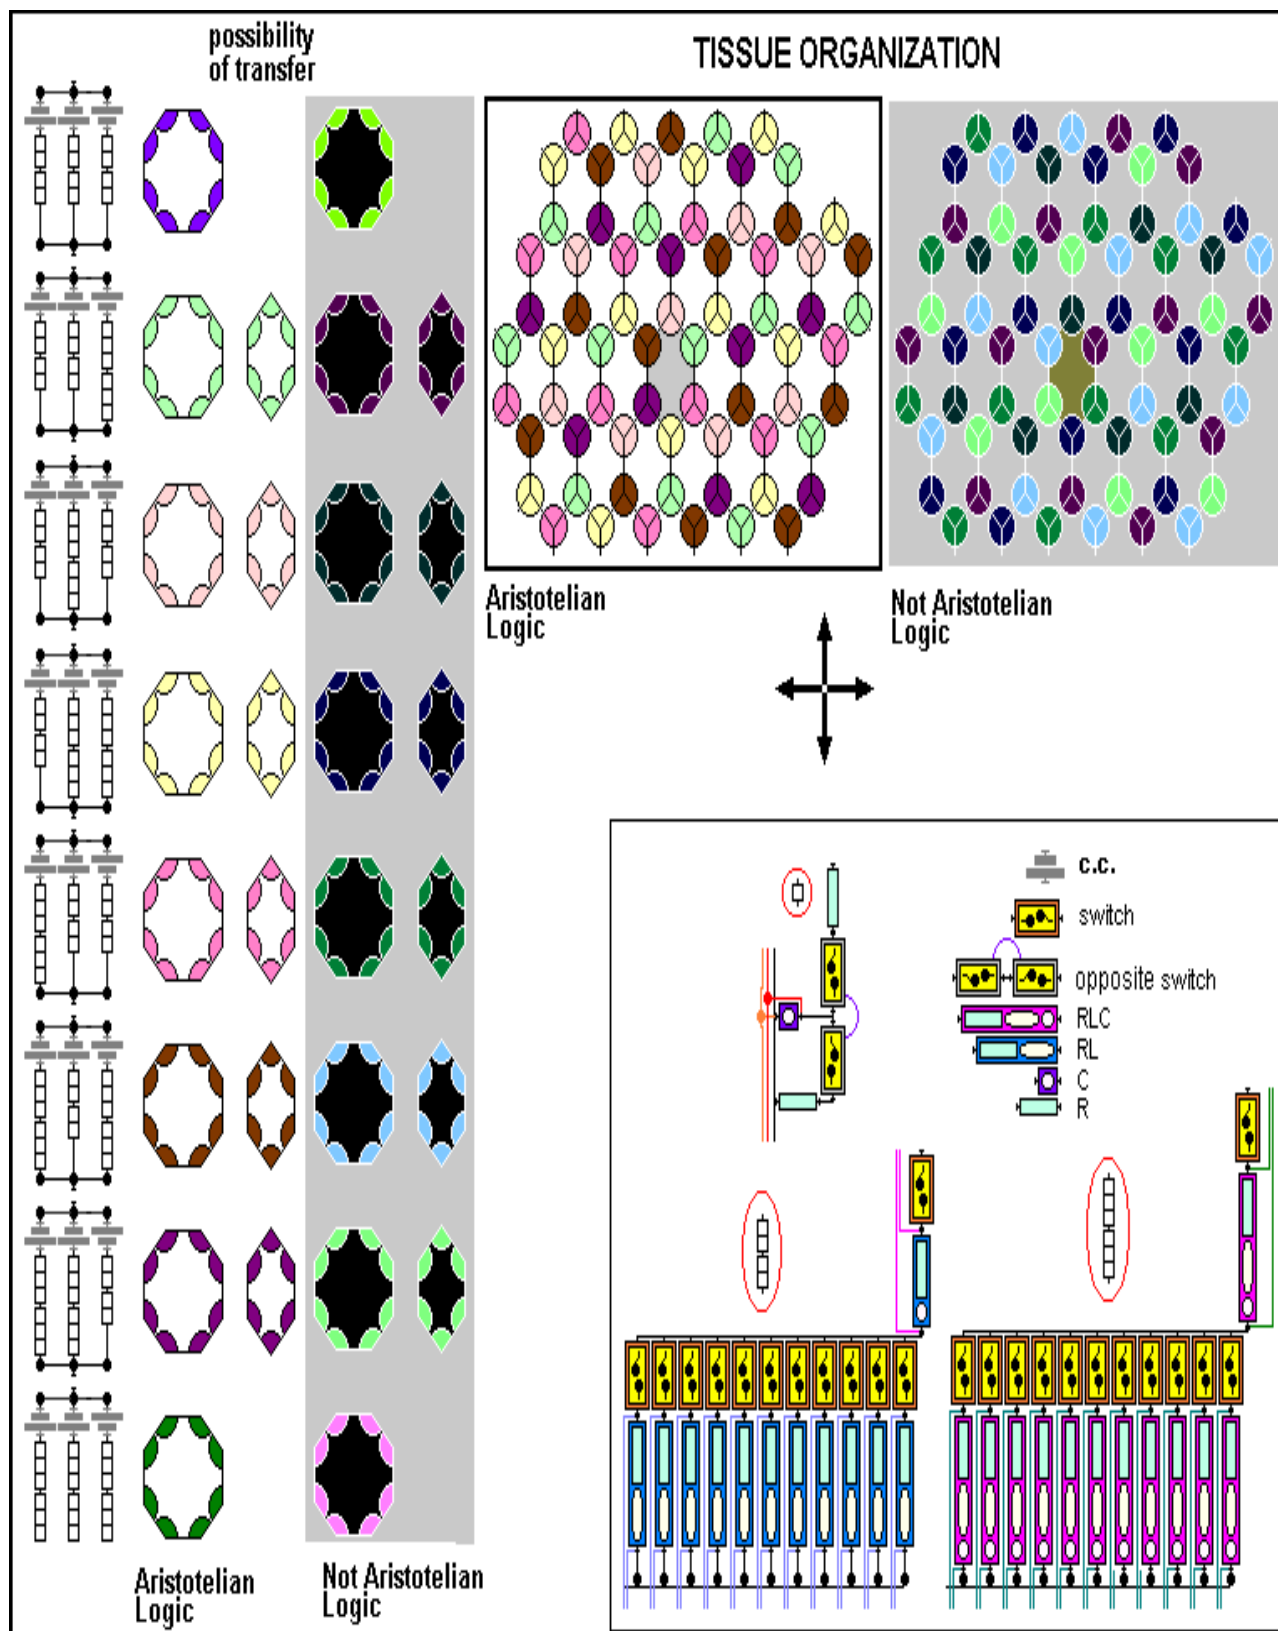 possibility
of transfer
TISSUE ORGANIZATION
Aristotelian
Logic
Not Aristotelian
Logic
c.c.
switch
opposite switch
RLC
RL
C
R
Aristotelian
Logic
Not Aristotelian
Logic